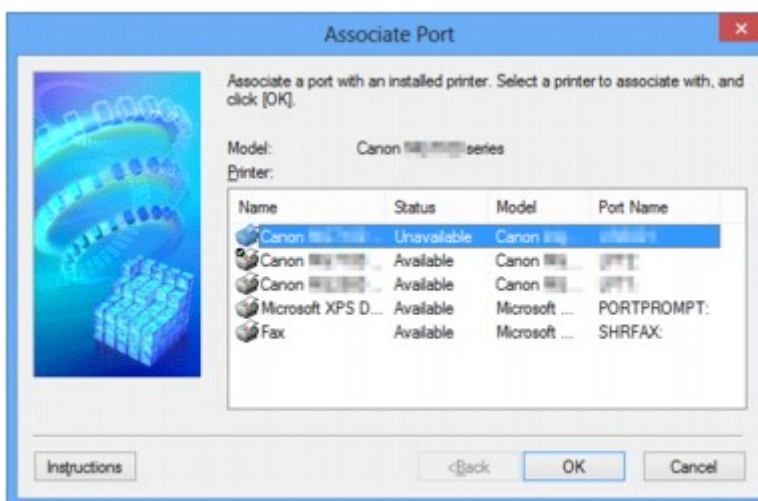 Associate Port
Associate a port with an installed printer. Select a printer to associate with, and
click [OK].
Model: Canon series
Printer:
Name Status Model Port Name
Canon ... Unavailable Canon
Canon ... Available Canon ...
Canon ... Available Canon ...
Microsoft XPS D... Available Microsoft ... PORTPROMPT:
Fax Available Microsoft ... SHRFAX:
Instructions <Back OK Cancel